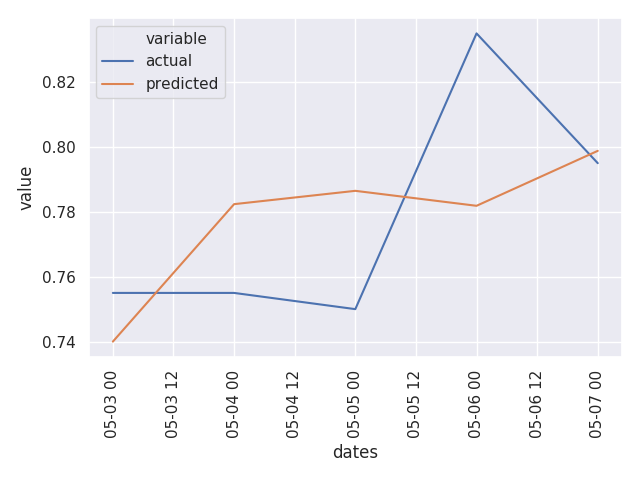 variable
actual
predicted
0.82
0.80
0.78
0.76
0.74
value
05-03 00
05-03 12
05-04 00
05-04 12
05-05 00
05-05 12
05-06 00
05-06 12
05-07 00
dates